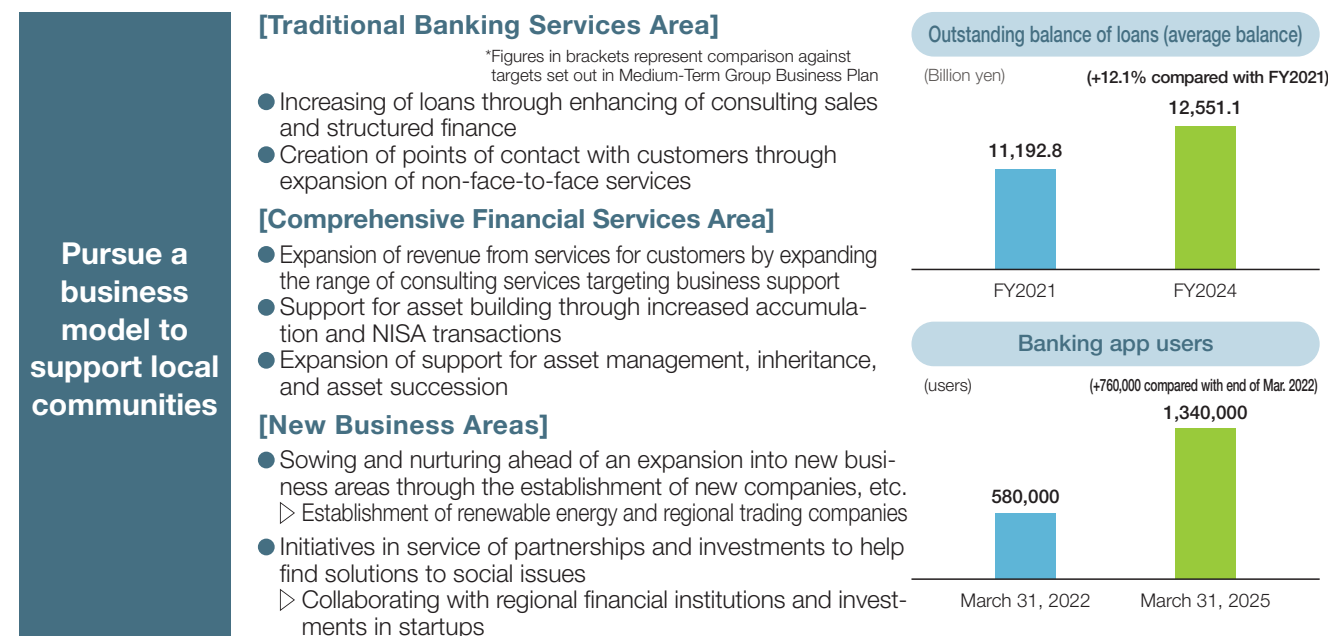 Pursue a
business
model to
support local
communities
[Traditional Banking Services Area]
*Figures in brackets represent comparison against
targets set out in Medium-Term Group Business Plan
● Increasing of loans through enhancing of consulting sales
and structured finance
● Creation of points of contact with customers through
expansion of non-face-to-face services
[Comprehensive Financial Services Area]
● Expansion of revenue from services for customers by expanding
the range of consulting services targeting business support
● Support for asset building through increased accumula-
tion and NISA transactions
● Expansion of support for asset management, inheritance,
and asset succession
[New Business Areas]
● Sowing and nurturing ahead of an expansion into new busi-
ness areas through the establishment of new companies, etc.
▷ Establishment of renewable energy and regional trading companies
● Initiatives in service of partnerships and investments to help
find solutions to social issues
▷ Collaborating with regional financial institutions and invest-
ments in startups
Outstanding balance of loans (average balance)
(Billion yen)
(+12.1% compared with FY2021)
12,551.1
11,192.8
FY2021
FY2024
Banking app users
(users)
(+760,000 compared with end of Mar. 2022)
1,340,000
580,000
March 31, 2022
March 31, 2025